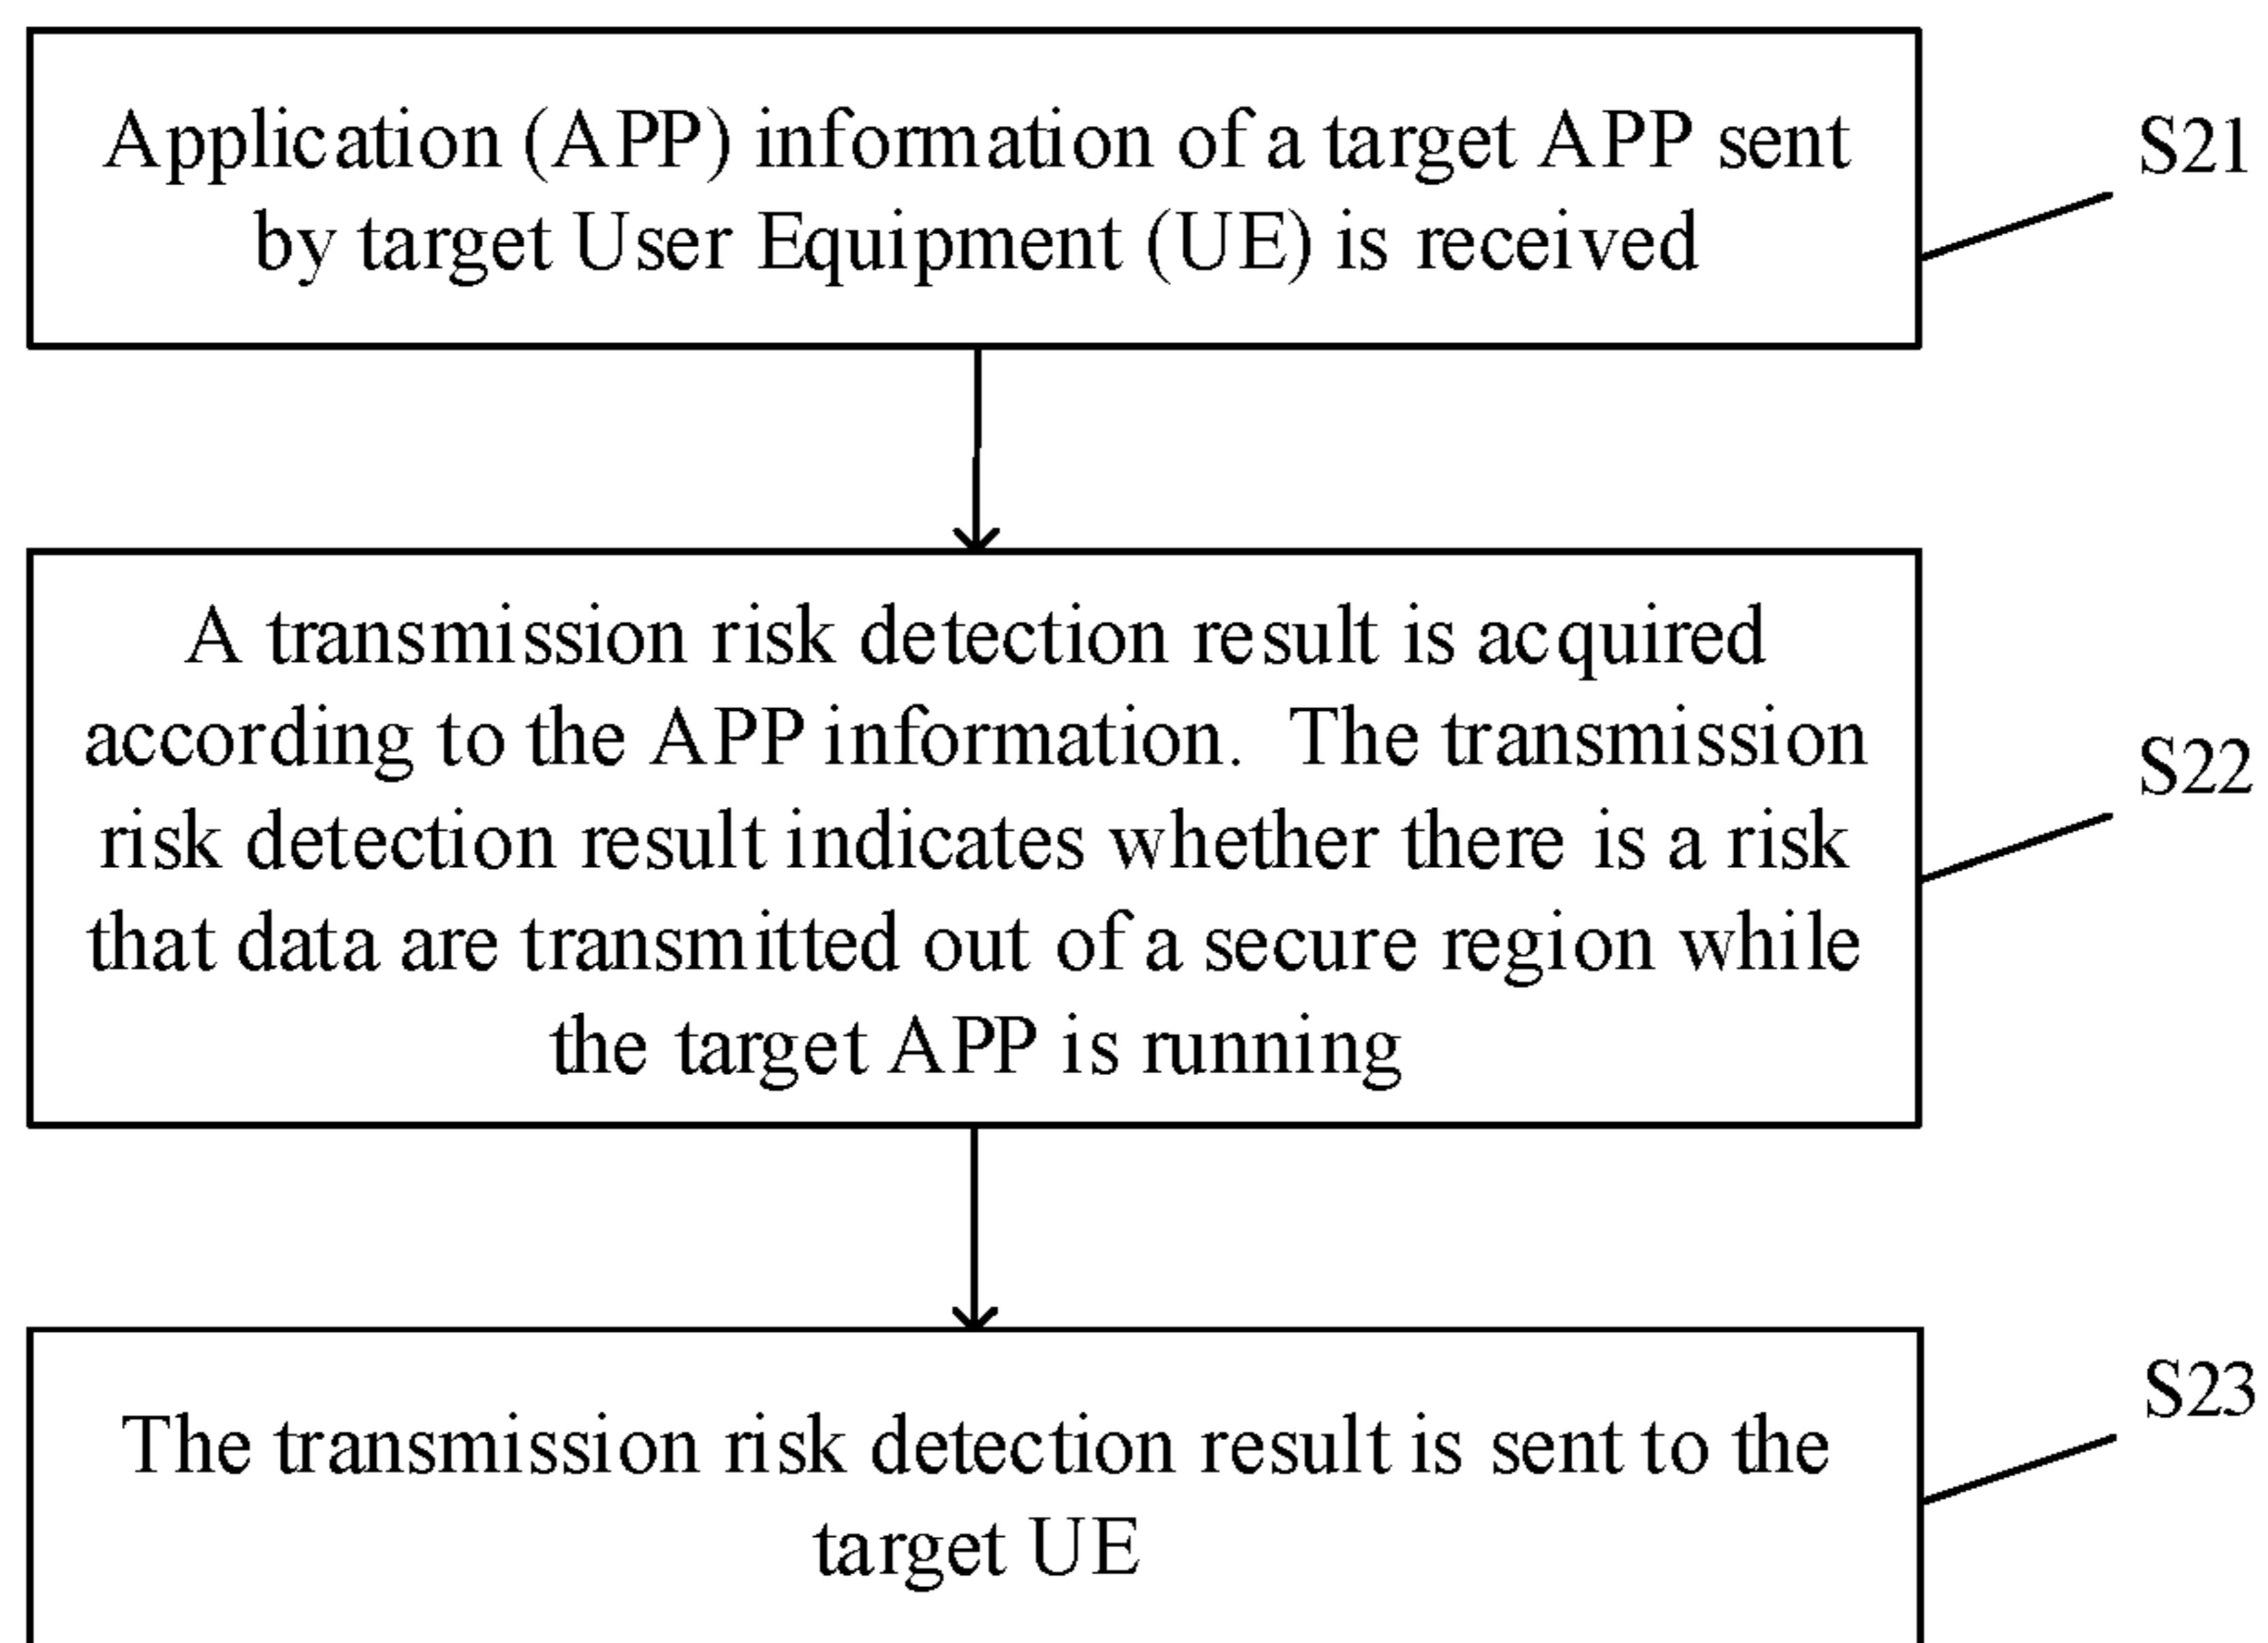 Application (APP) information of a target APP sent
by target User Equipment (UE) is received
S21
A transmission risk detection result is acquired
according to the APP information. The transmission
risk detection result indicates whether there is a risk
that data are transmitted out of a secure region while
the target APP is running
S22
The transmission risk detection result is sent to the
target UE
S23